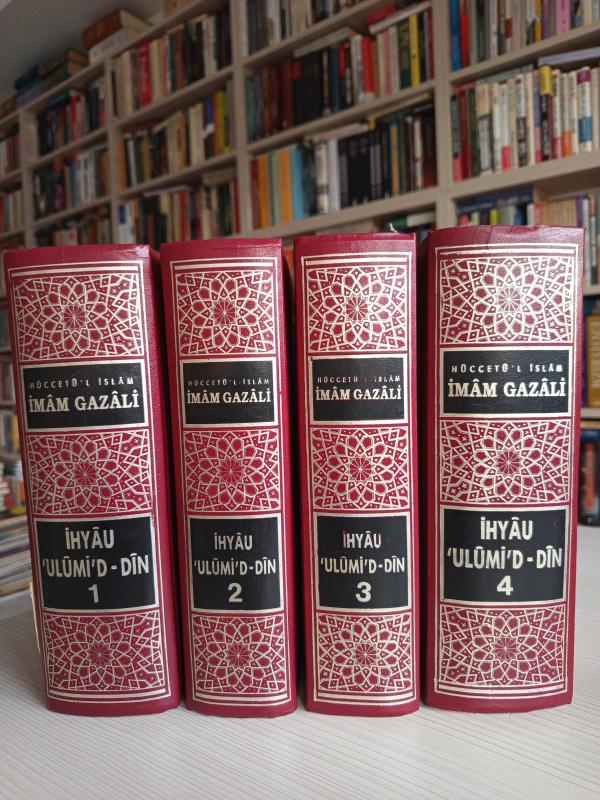 HÜCCETÜ'L İSLÂM
İMÂM GAZÂLİ
İHYÂU
'ULÛMİ'D-DÎN
1
HÜCCETÜ'L-İSLÂM
İMÂM GAZÂLİ
İHYÂU
'ULÛMİ'D-DÎN
2
HÜCCETÜ'L-İSLÂM
İMÂM GAZÂLİ
İHYÂU
'ULÛMİ'D-DÎN
3
HÜCCETÜ'L İSLÂM
İMÂM GAZÂLİ
İHYÂU
'ULÛMİ'D-DÎN
4